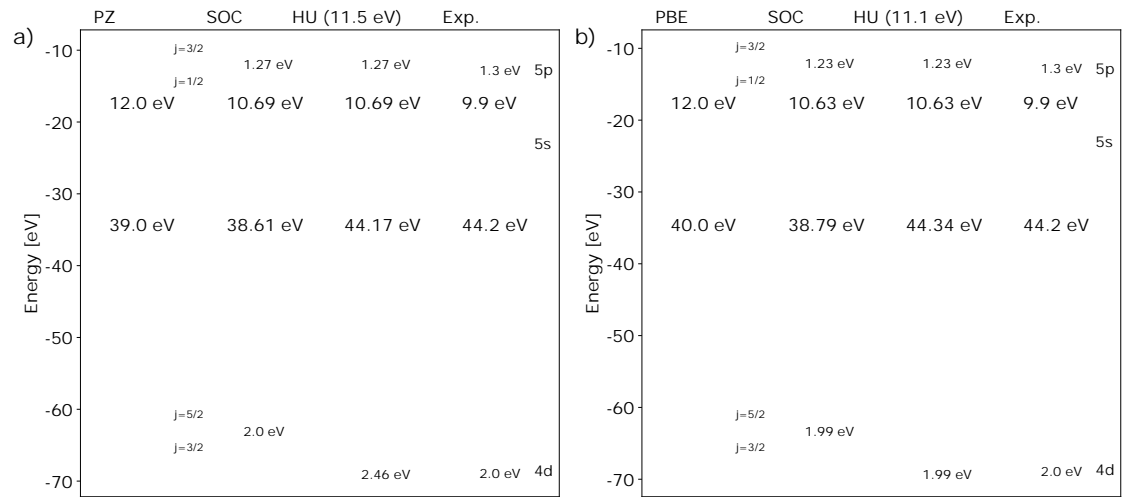 PZ SOC HU (11.5 eV) Exp.
a)
-10
j=3/2
1.27 eV 1.27 eV 1.3 eV 5p
j=1/2
12.0 eV 10.69 eV 10.69 eV 9.9 eV
-20
5s
-30
39.0 eV 38.61 eV 44.17 eV 44.2 eV
Energy [eV]
-40
-50
-60
j=5/2
2.0 eV
j=3/2
2.46 eV 2.0 eV 4d
-70
PBE SOC HU (11.1 eV) Exp.
b)
-10
j=3/2
1.23 eV 1.23 eV 1.3 eV 5p
j=1/2
12.0 eV 10.63 eV 10.63 eV 9.9 eV
-20
5s
-30
40.0 eV 38.79 eV 44.34 eV 44.2 eV
Energy [eV]
-40
-50
-60
j=5/2
1.99 eV
j=3/2
1.99 eV 2.0 eV 4d
-70